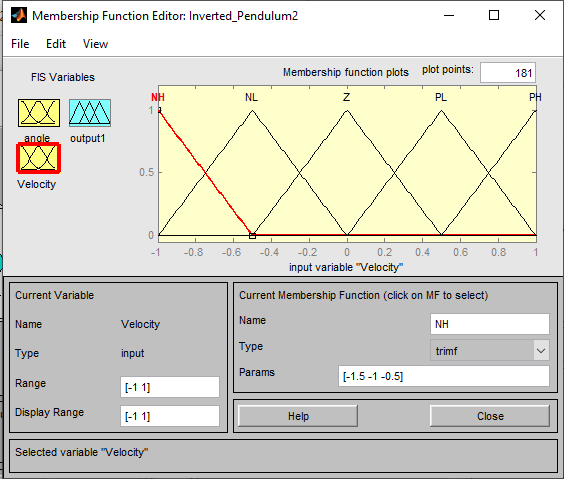 Membership Function Editor: Inverted_Pendulum2
File Edit View
FIS Variables
angle
output1
Velocity
Membership function plots
plot points:
181
NH NL Z PL PH
1
0.5
0
-1 -0.8 -0.6 -0.4 -0.2 0 0.2 0.4 0.6 0.8 1
input variable "Velocity"
Current Variable
Name Velocity
Type input
Range [-1 1]
Display Range [-1 1]
Current Membership Function (click on MF to select)
Name NH
Type trimf
Params [-1.5 -1 -0.5]
Help Close
Selected variable "Velocity"